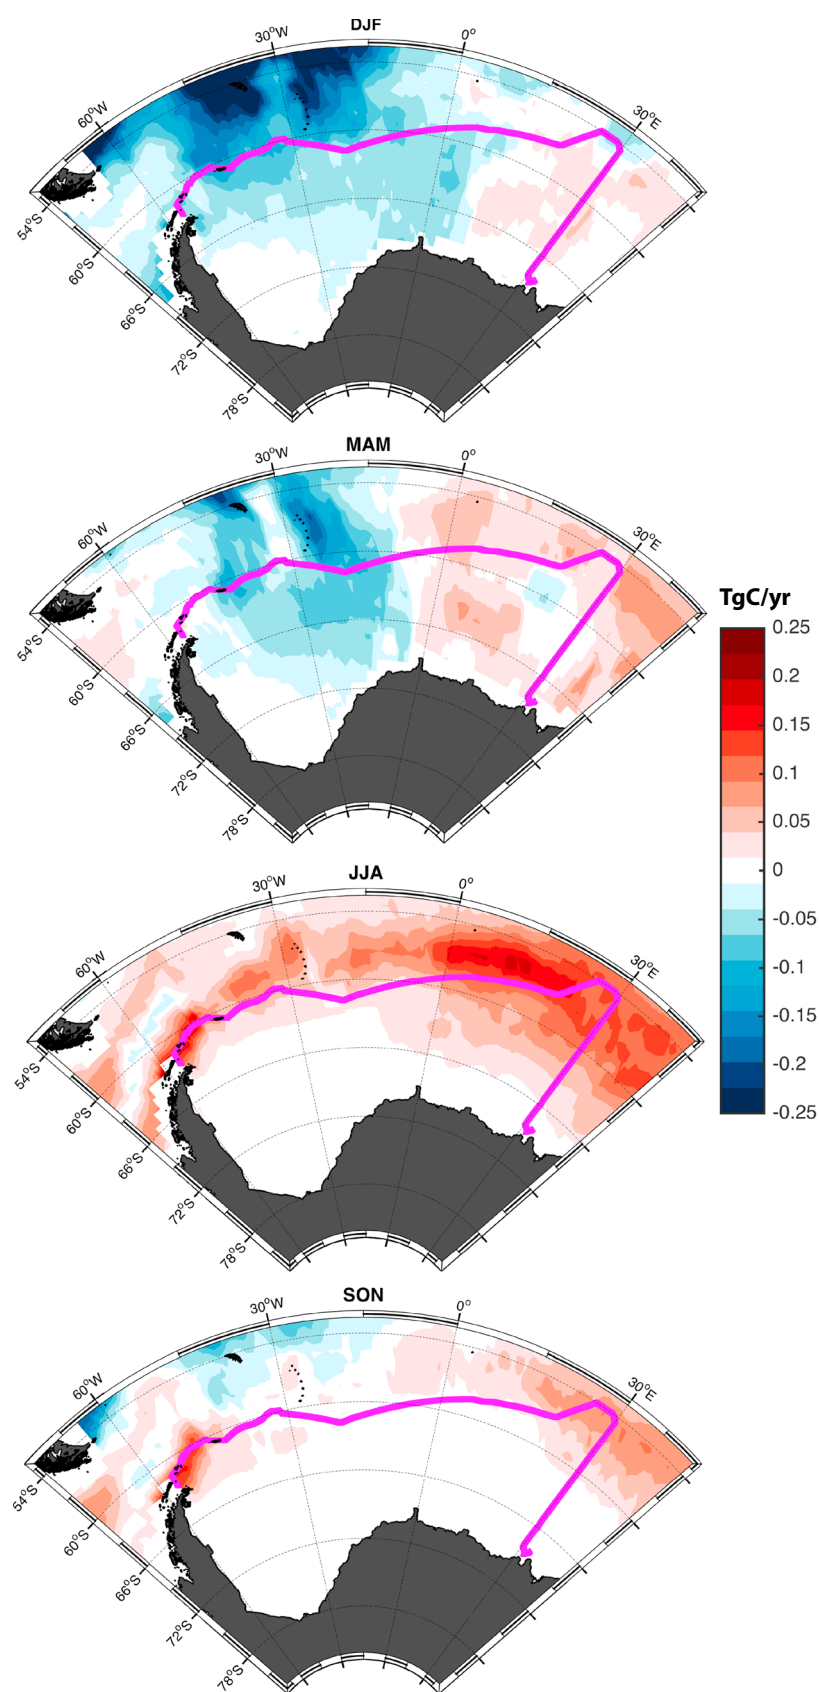 DJF
30°W
0°
60°W
30°E
54°S
60°S
66°S
72°S
78°S
MAM
30°W
0°
60°W
30°E
54°S
60°S
66°S
72°S
78°S
TgC/yr
0.25
0.2
0.15
0.1
0.05
0
-0.05
-0.1
-0.15
-0.2
-0.25
JJA
30°W
0°
60°W
30°E
54°S
60°S
66°S
72°S
78°S
SON
30°W
0°
60°W
30°E
54°S
60°S
66°S
72°S
78°S